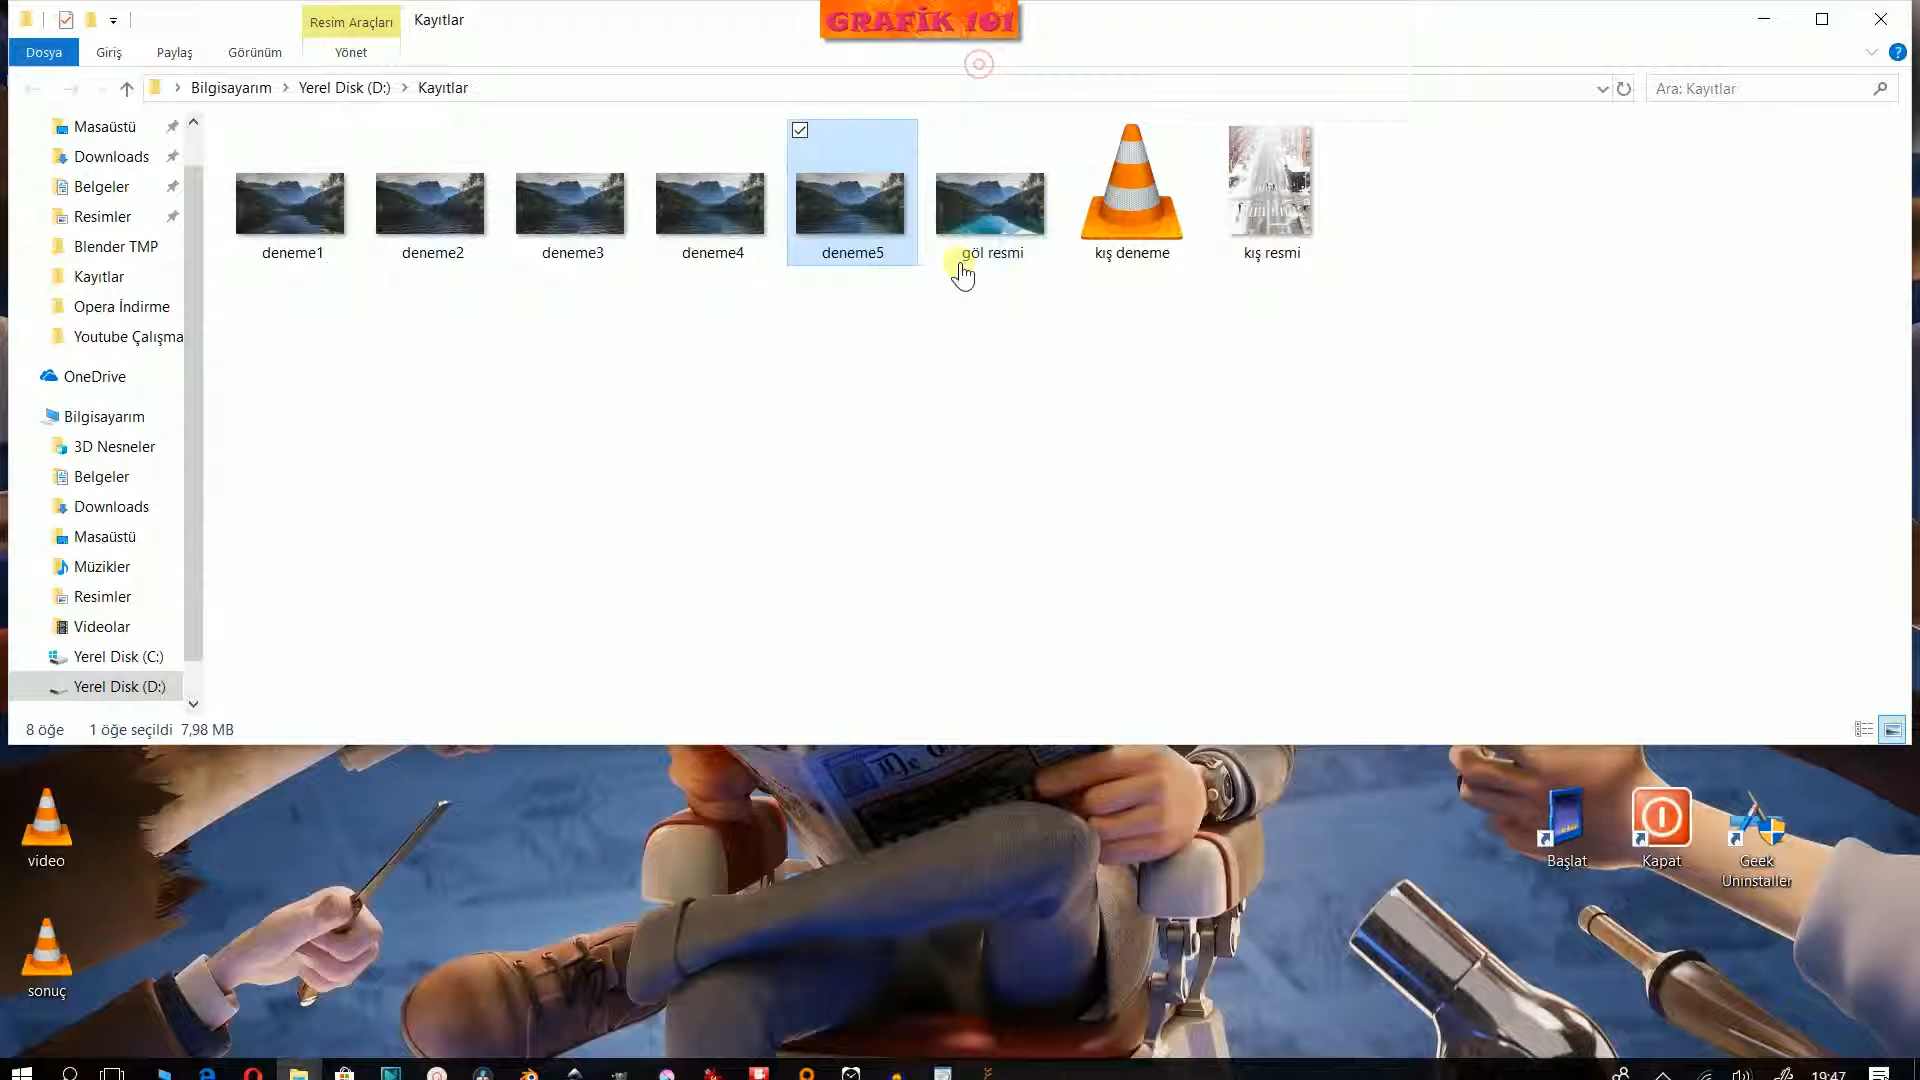 Resim Araçları
Kayıtlar
GRAFİK 101
Dosya
Giriş
Paylaş
Görünüm
Yönet
Bilgisayarım
Yerel Disk (D:)
Kayıtlar
Ara: Kayıtlar
Masaüstü
Downloads
Belgeler
Resimler
Blender TMP
Kayıtlar
Opera İndirme
Youtube Çalışma
OneDrive
Bilgisayarım
3D Nesneler
Belgeler
Downloads
Masaüstü
Müzikler
Resimler
Videolar
Yerel Disk (C:)
Yerel Disk (D:)
deneme1
deneme2
deneme3
deneme4
deneme5
göl resmi
kış deneme
kış resmi
8 öğe
1 öğe seçildi 7,98 MB
video
sonuç
Başlat
Kapat
Geek
Uninstaller
19:47